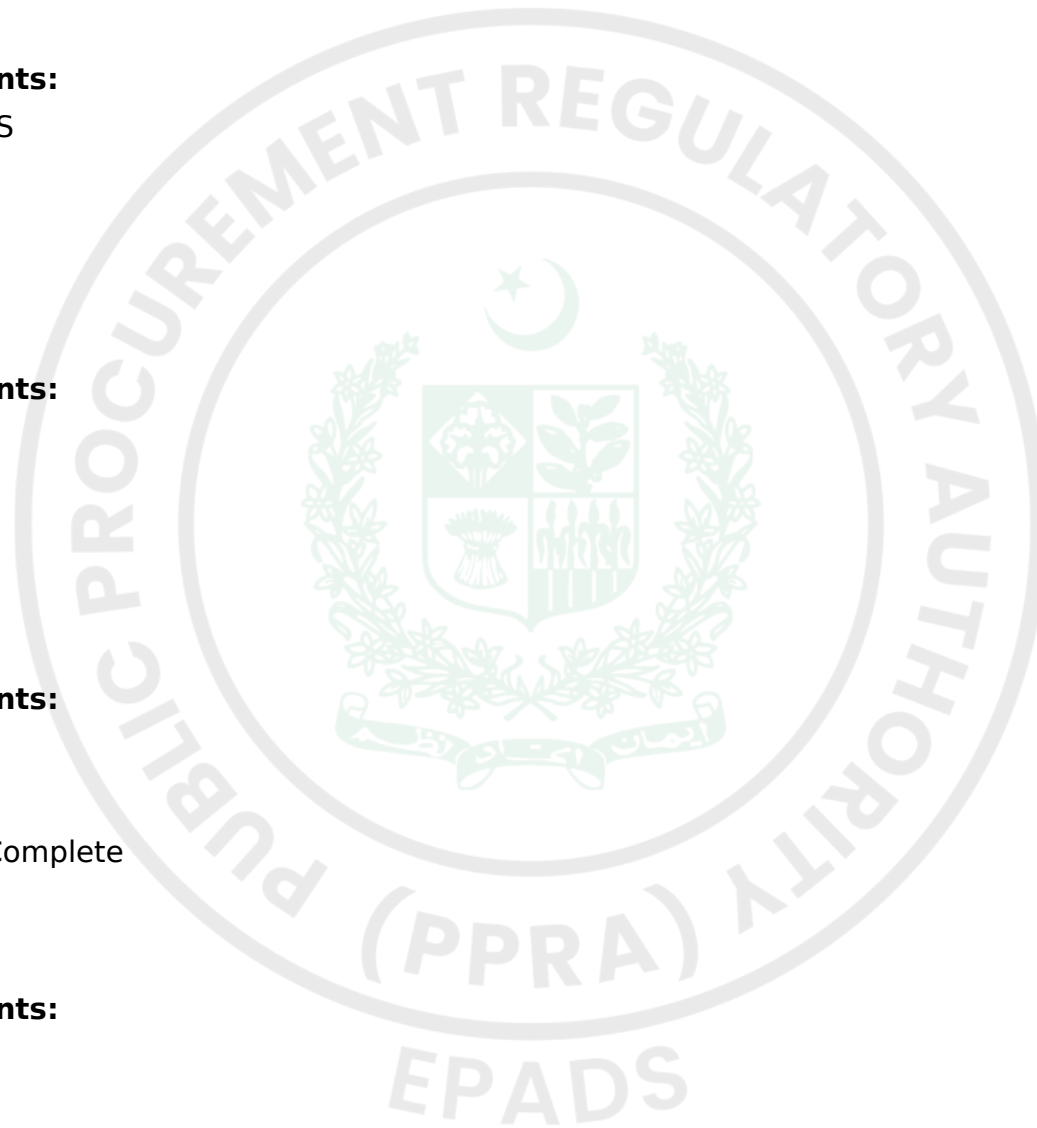 nts:
S
nts:
nts:
Complete
nts:
PUBLIC PROCUREMENT REGULATORY AUTHORITY
(PPRA)
EPADS